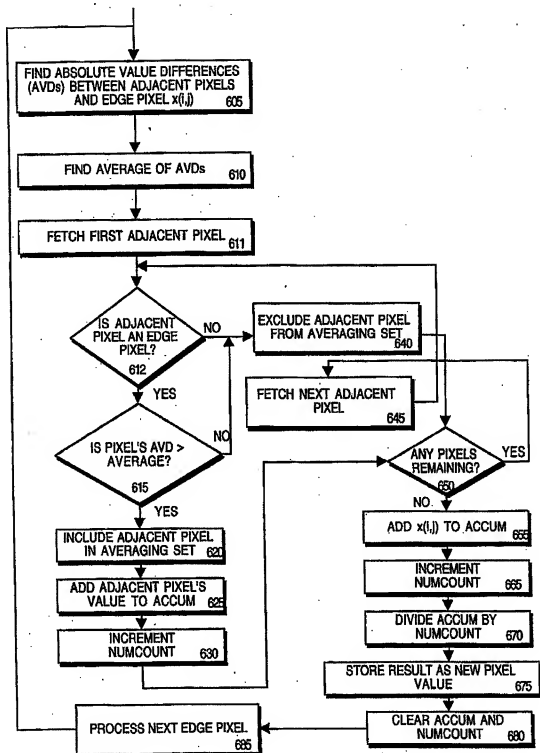 FIND ABSOLUTE VALUE DIFFERENCES
(AVDs) BETWEEN ADJACENT PIXELS
AND EDGE PIXEL x(i,j)
605
FIND AVERAGE OF AVDs
610
FETCH FIRST ADJACENT PIXEL
611
IS
ADJACENT
PIXEL AN EDGE
PIXEL?
612
NO
YES
EXCLUDE ADJACENT PIXEL
FROM AVERAGING SET
640
FETCH NEXT ADJACENT
PIXEL
645
IS PIXEL'S AVD >
AVERAGE?
615
NO
YES
ANY PIXELS
REMAINING?
650
YES
NO
INCLUDE ADJACENT PIXEL
IN AVERAGING SET
620
ADD ADJACENT PIXEL'S
VALUE TO ACCUM
625
INCREMENT
NUMCOUNT
630
ADD x(i,j) TO ACCUM
655
INCREMENT
NUMCOUNT
665
DIVIDE ACCUM BY
NUMCOUNT
670
STORE RESULT AS NEW PIXEL
VALUE
675
CLEAR ACCUM AND
NUMCOUNT
680
PROCESS NEXT EDGE PIXEL
685